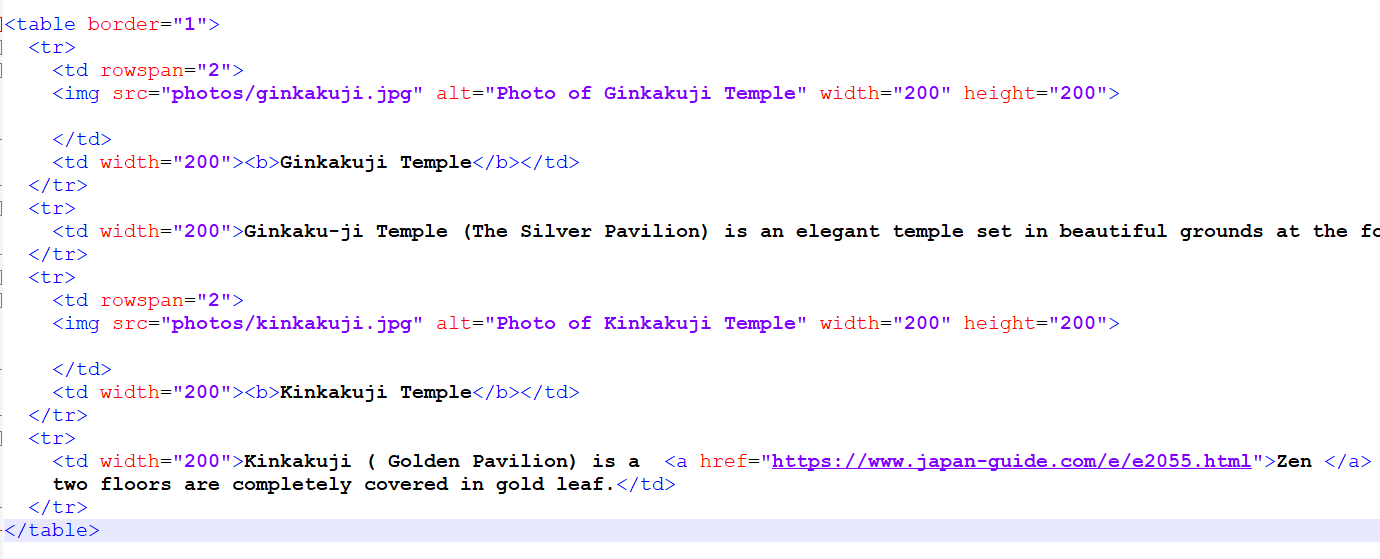 <table border="1">
<tr>
<td rowspan="2">
<img src="photos/ginkakuji.jpg" alt="Photo of Ginkakuji Temple" width="200" height="200">
</td>
<td width="200"><b>Ginkakuji Temple</b></td>
</tr>
<tr>
<td width="200">Ginkaku-ji Temple (The Silver Pavilion) is an elegant temple set in beautiful grounds at the
</tr>
<tr>
<td rowspan="2">
<img src="photos/kinkakuji.jpg" alt="Photo of Kinkakuji Temple" width="200" height="200">
</td>
<td width="200"><b>Kinkakuji Temple</b></td>
</tr>
<tr>
<td width="200">Kinkakuji ( Golden Pavilion) is a  <a href="https://www.japan-guide.com/e/e2055.html">Zen </a>
two floors are completely covered in gold leaf.</td>
</tr>
</table>